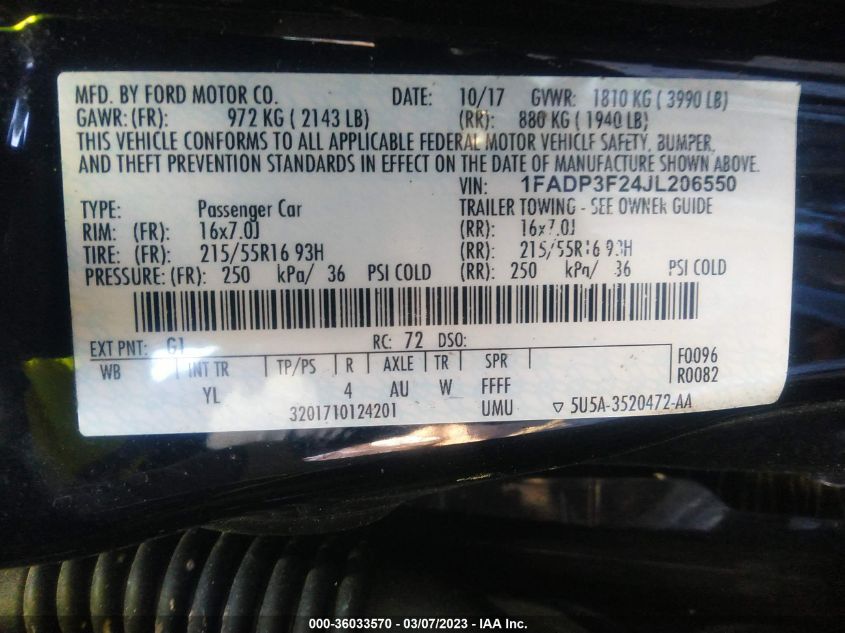 MFD. BY FORD MOTOR CO. DATE: 10/17 GVWR: 1810 KG ( 3990 LB)
GAWR: (FR): 972 KG ( 2143 LB) (RR): 880 KG ( 1940 LB)
THIS VEHICLE CONFORMS TO ALL APPLICABLE FEDERAL MOTOR VEHICLE SAFETY, BUMPER,
AND THEFT PREVENTION STANDARDS IN EFFECT ON THE DATE OF MANUFACTURE SHOWN ABOVE.
VIN: 1FADP3F24JL206550
TYPE: Passenger Car TRAILER TOWING - SEE OWNER GUIDE
RIM: (FR): 16x7.0J (RR): 16x7.0J
TIRE: (FR): 215/55R16 93H (RR): 215/55R16 93H
PRESSURE: (FR): 250 kPa/ 36 PSI COLD (RR): 250 kPa/ 36 PSI COLD
EXT PNT: G1 RC: 72 DSO:
WB INT TR TP/PS R AXLE TR SPR F0096
YL 4 AU W FFFF R0082
3201710124201 UMU ▽ 5U5A-3520472-AA
000-36033570 - 03/07/2023 - IAA Inc.